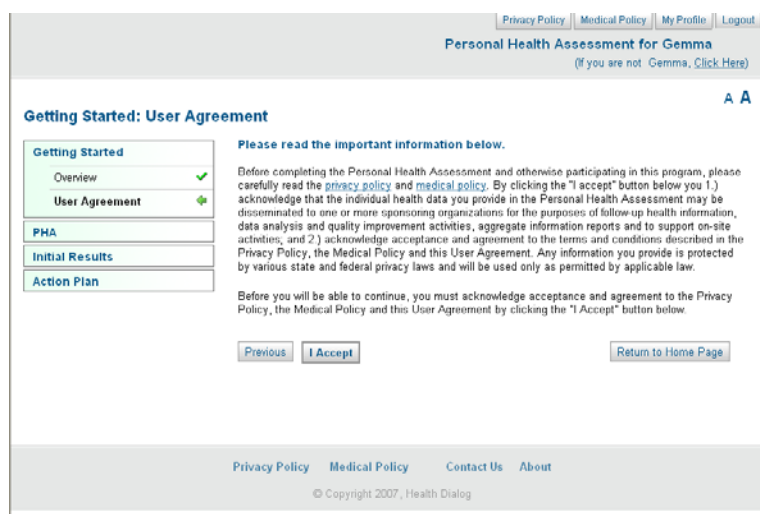 Privacy Policy Medical Policy My Profile Logout
Personal Health Assessment for Gemma
(If you are not Gemma, Click Here)
A A
Getting Started: User Agreement
Getting Started
Overview
User Agreement
PHA
Initial Results
Action Plan
Please read the important information below.
Before completing the Personal Health Assessment and otherwise participating in this program, please
carefully read the privacy policy and medical policy. By clicking the "I accept" button below you 1.)
acknowledge that the individual health data you provide in the Personal Health Assessment may be
disseminated to one or more sponsoring organizations for the purposes of follow-up health information,
data analysis and quality improvement activities, aggregate information reports and to support on-site
activities; and 2.) acknowledge acceptance and agreement to the terms and conditions described in the
Privacy Policy, the Medical Policy and this User Agreement. Any information you provide is protected
by various state and federal privacy laws and will be used only as permitted by applicable law.
Before you will be able to continue, you must acknowledge acceptance and agreement to the Privacy
Policy, the Medical Policy and this User Agreement by clicking the "I Accept" button below.
Previous I Accept Return to Home Page
Privacy Policy Medical Policy Contact Us About
© Copyright 2007, Health Dialog